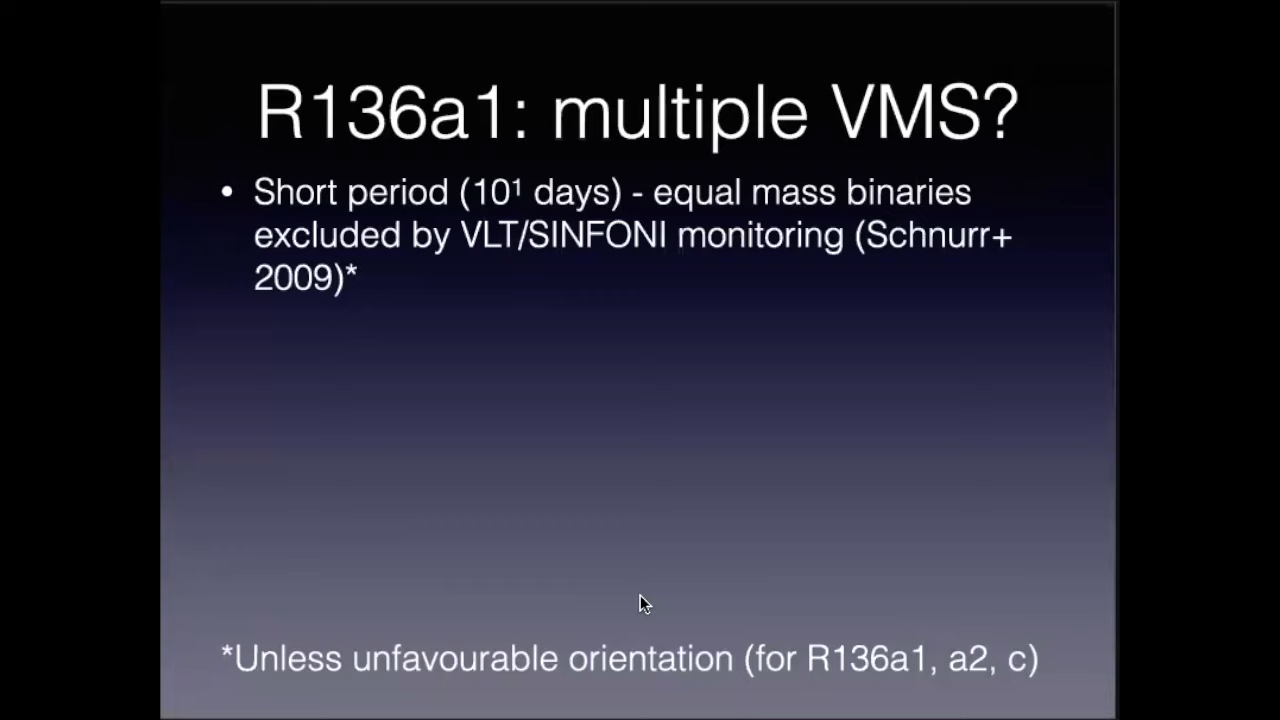 R136a1: multiple VMS?
• Short period (10¹ days) - equal mass binaries
excluded by VLT/SINFONI monitoring (Schnurr+
2009)*
*Unless unfavourable orientation (for R136a1, a2, c)